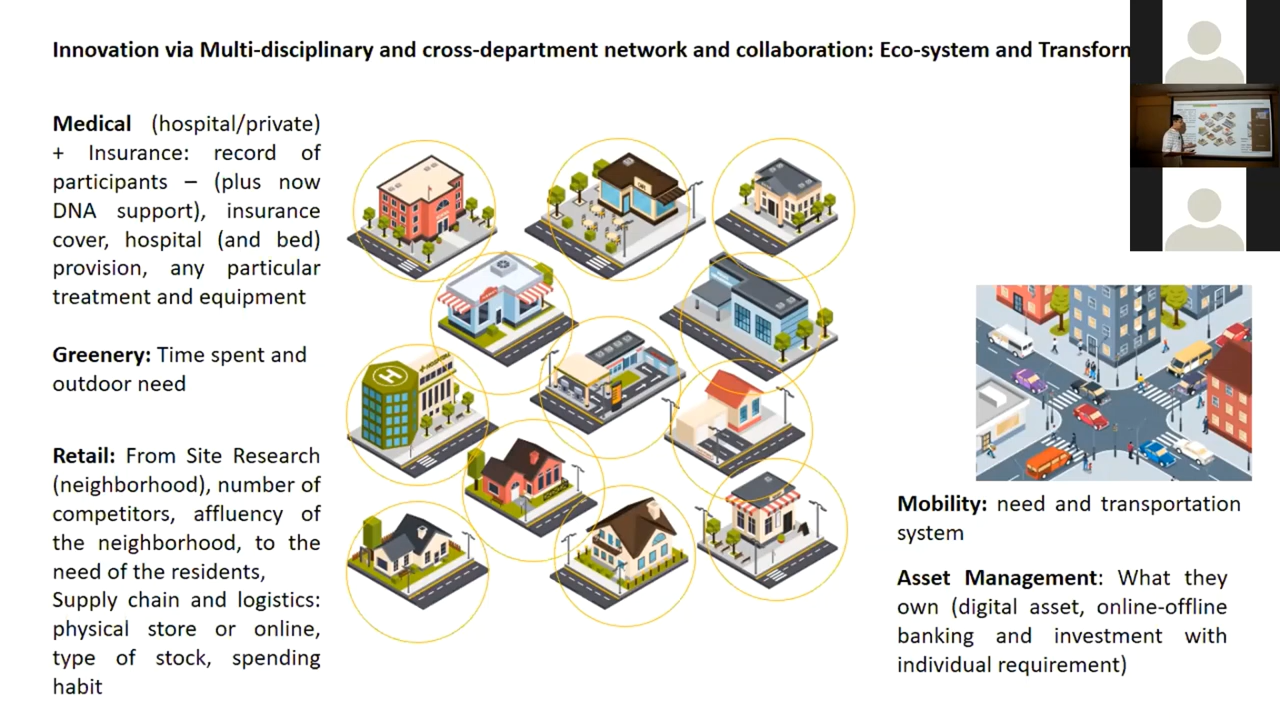 Innovation via Multi-disciplinary and cross-department network and collaboration: Eco-system and Transforn
Medical (hospital/private)
+ Insurance: record of
participants – (plus now
DNA support), insurance
cover, hospital (and bed)
provision, any particular
treatment and equipment
Greenery: Time spent and
outdoor need
Retail: From Site Research
(neighborhood), number of
competitors, affluency of
the neighborhood, to the
need of the residents,
Supply chain and logistics:
physical store or online,
type of stock, spending
habit
H
Mobility: need and transportation
system
Asset Management: What they
own (digital asset, online-offline
banking and investment with
individual requirement)